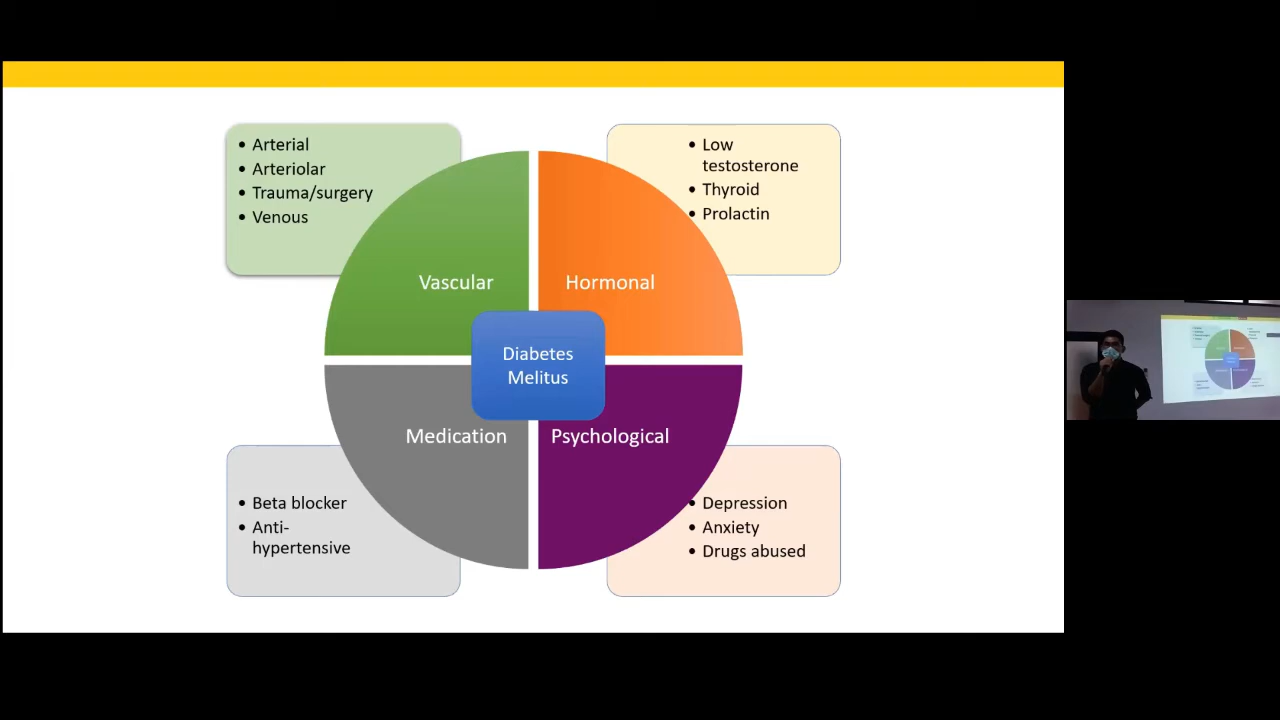 • Arterial
• Arteriolar
• Trauma/surgery
• Venous
• Low
testosterone
• Thyroid
• Prolactin
Vascular
Hormonal
Diabetes
Melitus
Medication
Psychological
• Beta blocker
• Anti-
hypertensive
• Depression
• Anxiety
• Drugs abused